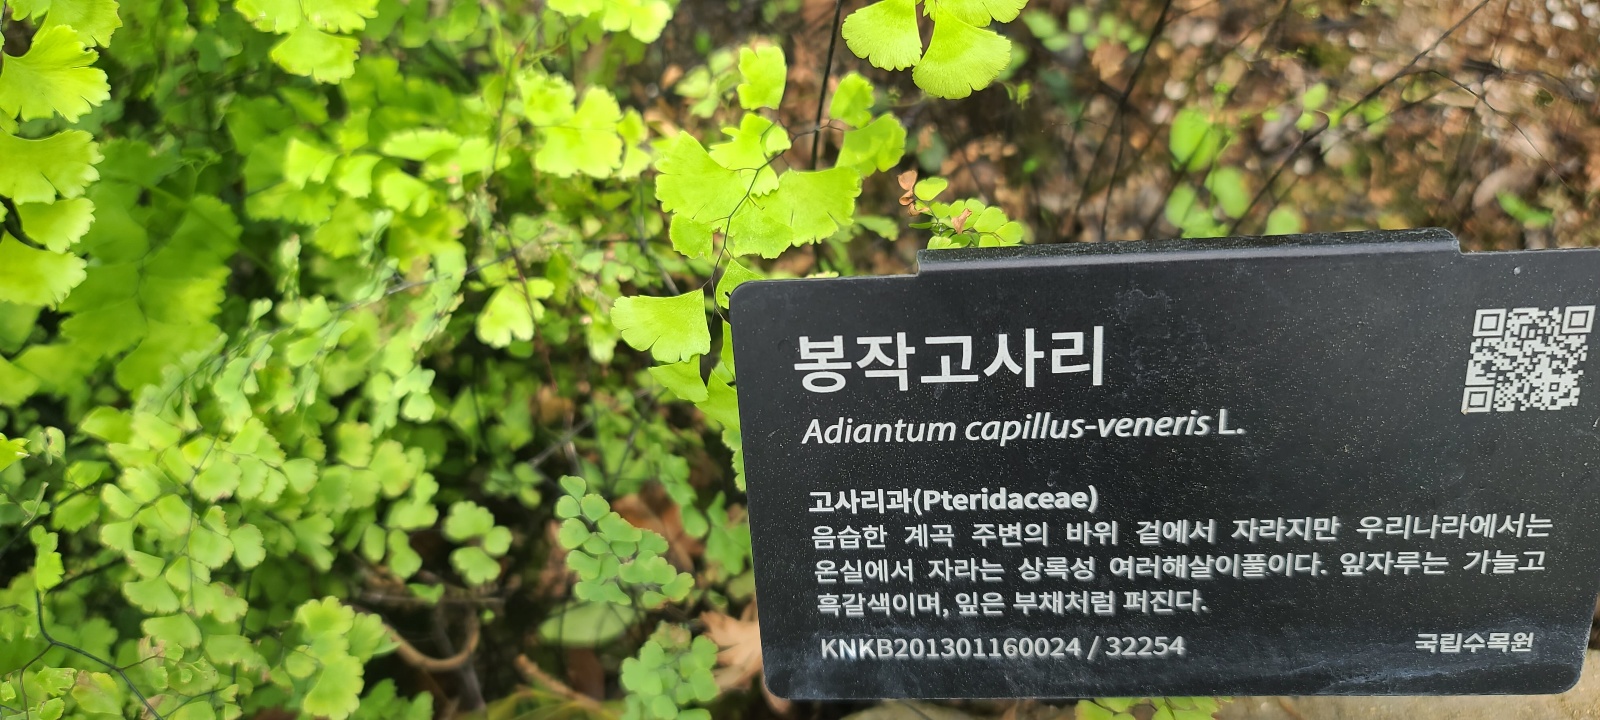 봉작고사리
Adiantum capillus-veneris L.
고사리과(Pteridaceae)
음습한 계곡 주변의 바위 겉에서 자라지만 우리나라에서는
온실에서 자라는 상록성 여러해살이풀이다. 잎자루는 가늘고
흑갈색이며, 잎은 부채처럼 퍼진다.
KNKB201301160024 / 32254
국립수목원